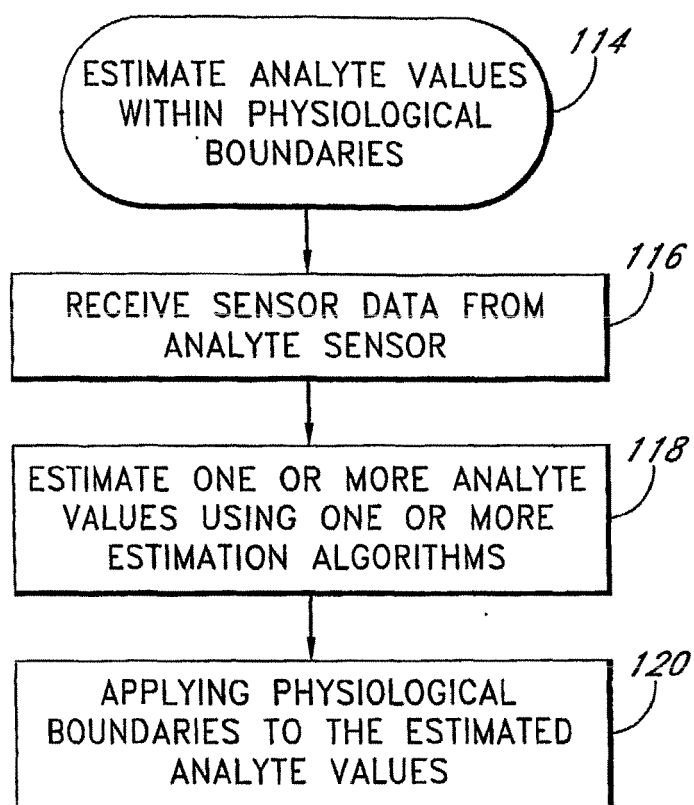 114
ESTIMATE ANALYTE VALUES
WITHIN PHYSIOLOGICAL
BOUNDARIES
116
RECEIVE SENSOR DATA FROM
ANALYTE SENSOR
118
ESTIMATE ONE OR MORE ANALYTE
VALUES USING ONE OR MORE
ESTIMATION ALGORITHMS
120
APPLYING PHYSIOLOGICAL
BOUNDARIES TO THE ESTIMATED
ANALYTE VALUES